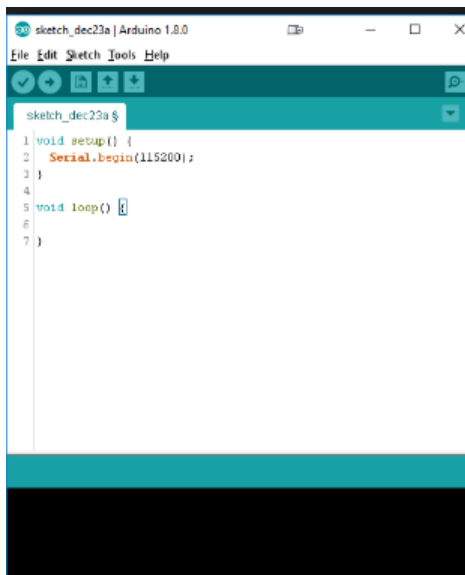 sketch_dec23a | Arduino 1.8.0
File Edit Sketch Tools Help
sketch_dec23a §
1 void setup() {
2 Serial.begin(115200);
3 }
4
5 void loop() {
6
7 }